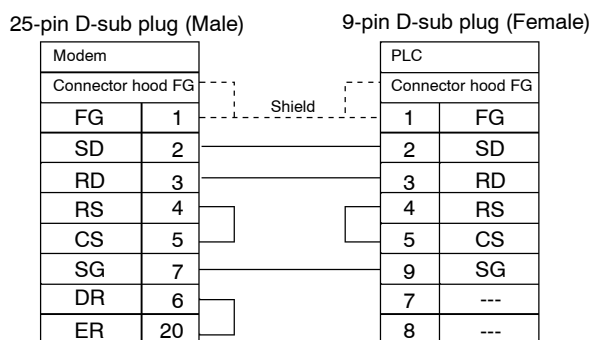 25-pin D-sub plug (Male) 9-pin D-sub plug (Female)
Modem PLC
Connector hood FG Connector hood FG
Shield
FG 1 1 FG
SD 2 2 SD
RD 3 3 RD
RS 4 4 RS
CS 5 5 CS
SG 7 9 SG
DR 6 7 ---
ER 20 8 ---